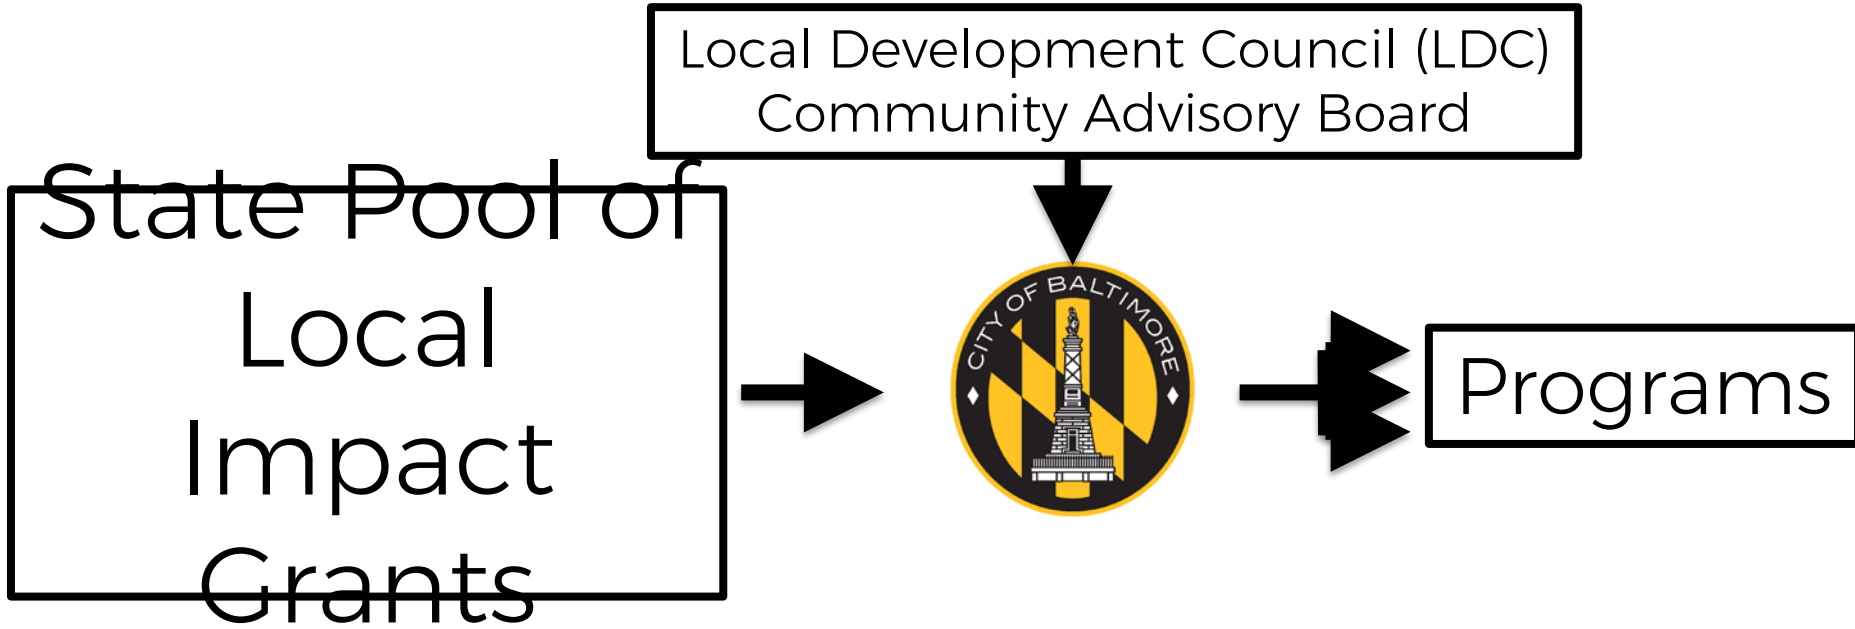 Local Development Council (LDC)
Community Advisory Board
State Pool of
Local
Impact
Grants
CITY OF BALTIMORE
Programs